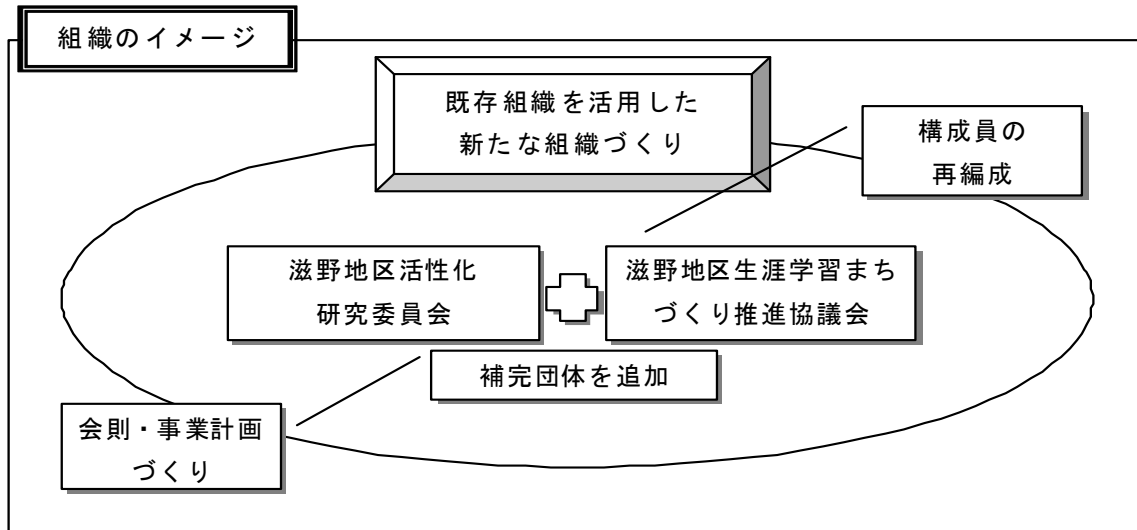 組織のイメージ
既存組織を活用した
新たな組織づくり
構成員の
再編成
滋野地区活性化
研究委員会
滋野地区生涯学習まち
づくり推進協議会
補完団体を追加
会則・事業計画
づくり